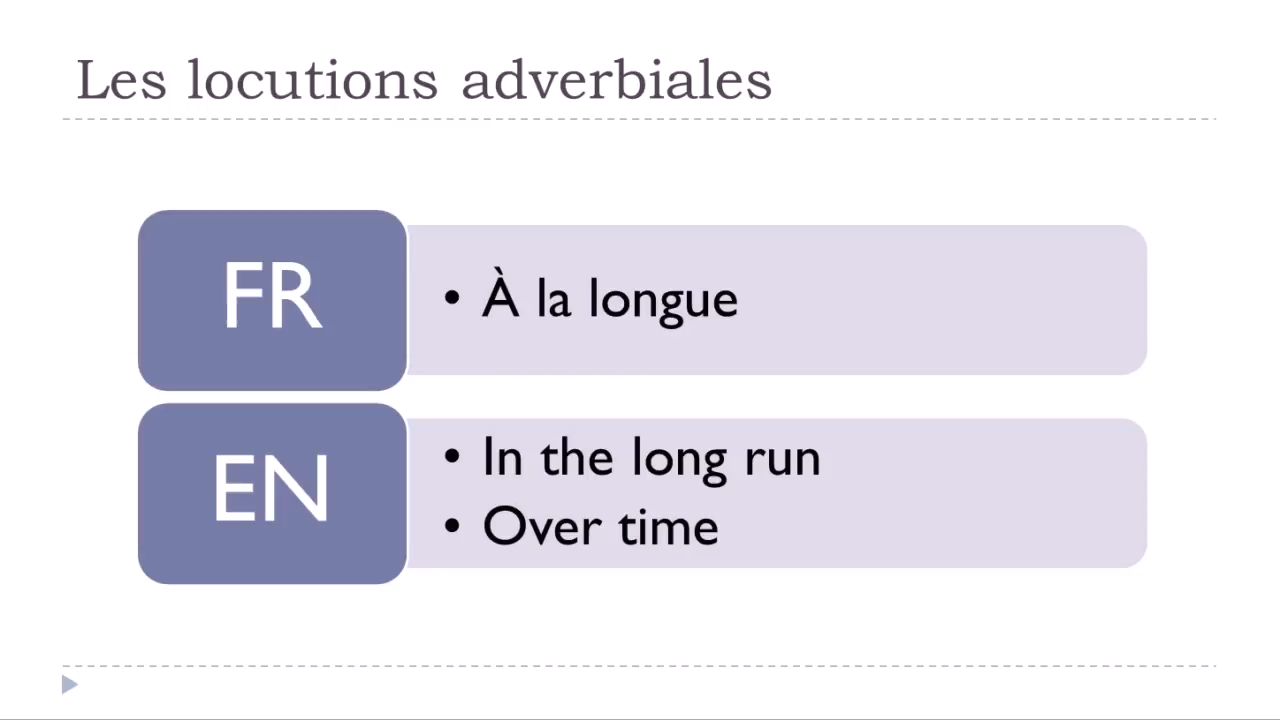 Les locutions adverbiales
FR
• À la longue
EN
• In the long run
• Over time